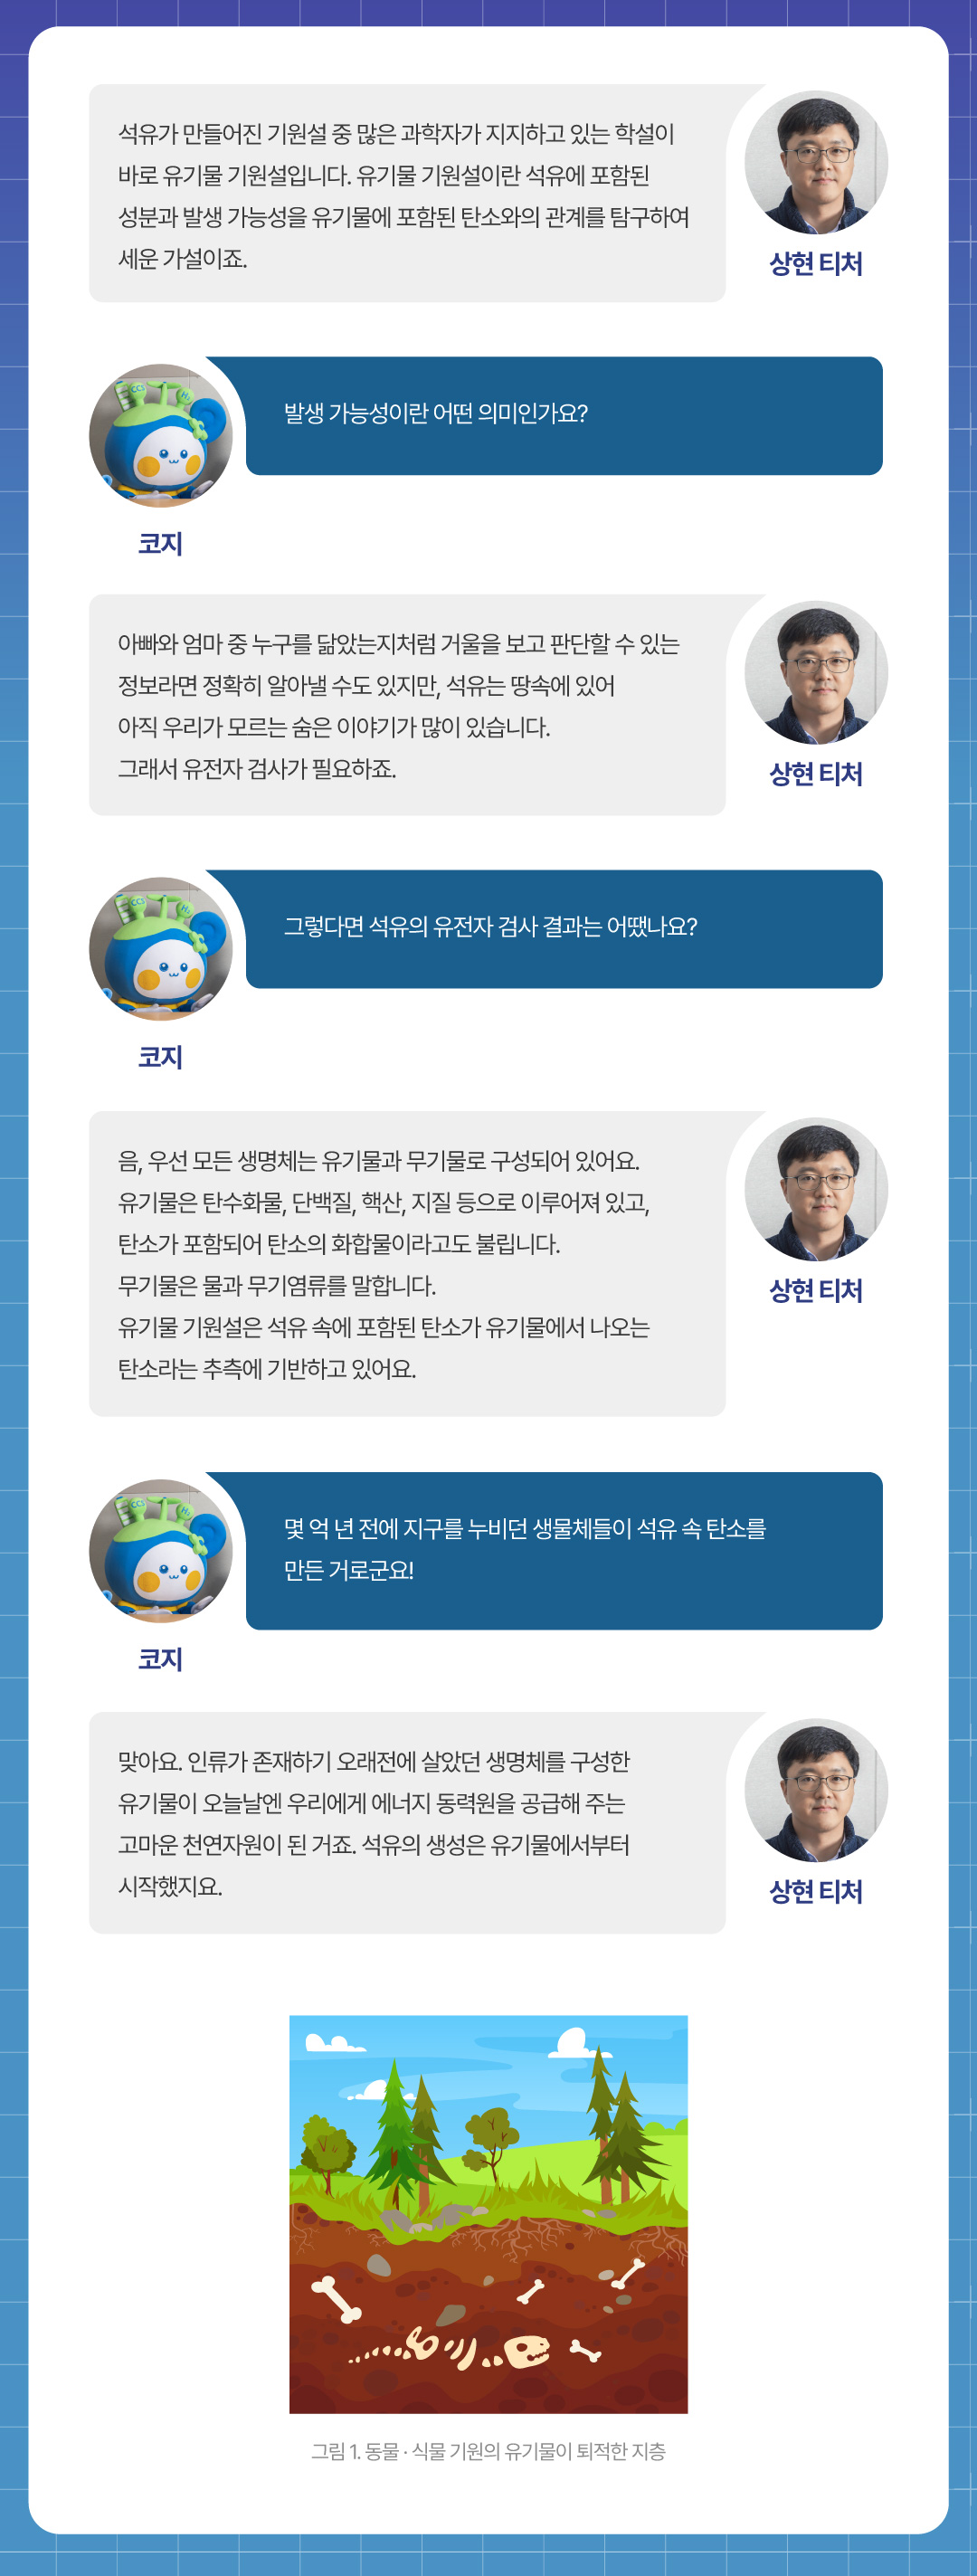 석유가 만들어진 기원설 중 많은 과학자가 지지하고 있는 학설이
바로 유기물 기원설입니다. 유기물 기원설이란 석유에 포함된
성분과 발생 가능성을 유기물에 포함된 탄소와의 관계를 탐구하여
세운 가설이죠.
상현 티처
발생 가능성이란 어떤 의미인가요?
CCS
H₂
코지
아빠와 엄마 중 누구를 닮았는지처럼 거울을 보고 판단할 수 있는
정보라면 정확히 알아낼 수도 있지만, 석유는 땅속에 있어
아직 우리가 모르는 숨은 이야기가 많이 있습니다.
그래서 유전자 검사가 필요하죠.
상현 티처
그렇다면 석유의 유전자 검사 결과는 어땠나요?
CCS
H₂
코지
음, 우선 모든 생명체는 유기물과 무기물로 구성되어 있어요.
유기물은 탄수화물, 단백질, 핵산, 지질 등으로 이루어져 있고,
탄소가 포함되어 탄소의 화합물이라고도 불립니다.
무기물은 물과 무기염류를 말합니다.
유기물 기원설은 석유 속에 포함된 탄소가 유기물에서 나오는
탄소라는 추측에 기반하고 있어요.
상현 티처
몇 억 년 전에 지구를 누비던 생물체들이 석유 속 탄소를
만든 거로군요!
CCS
H₂
코지
맞아요. 인류가 존재하기 오래전에 살았던 생명체를 구성한
유기물이 오늘날엔 우리에게 에너지 동력원을 공급해 주는
고마운 천연자원이 된 거죠. 석유의 생성은 유기물에서부터
시작했지요.
상현 티처
그림 1. 동물 · 식물 기원의 유기물이 퇴적한 지층